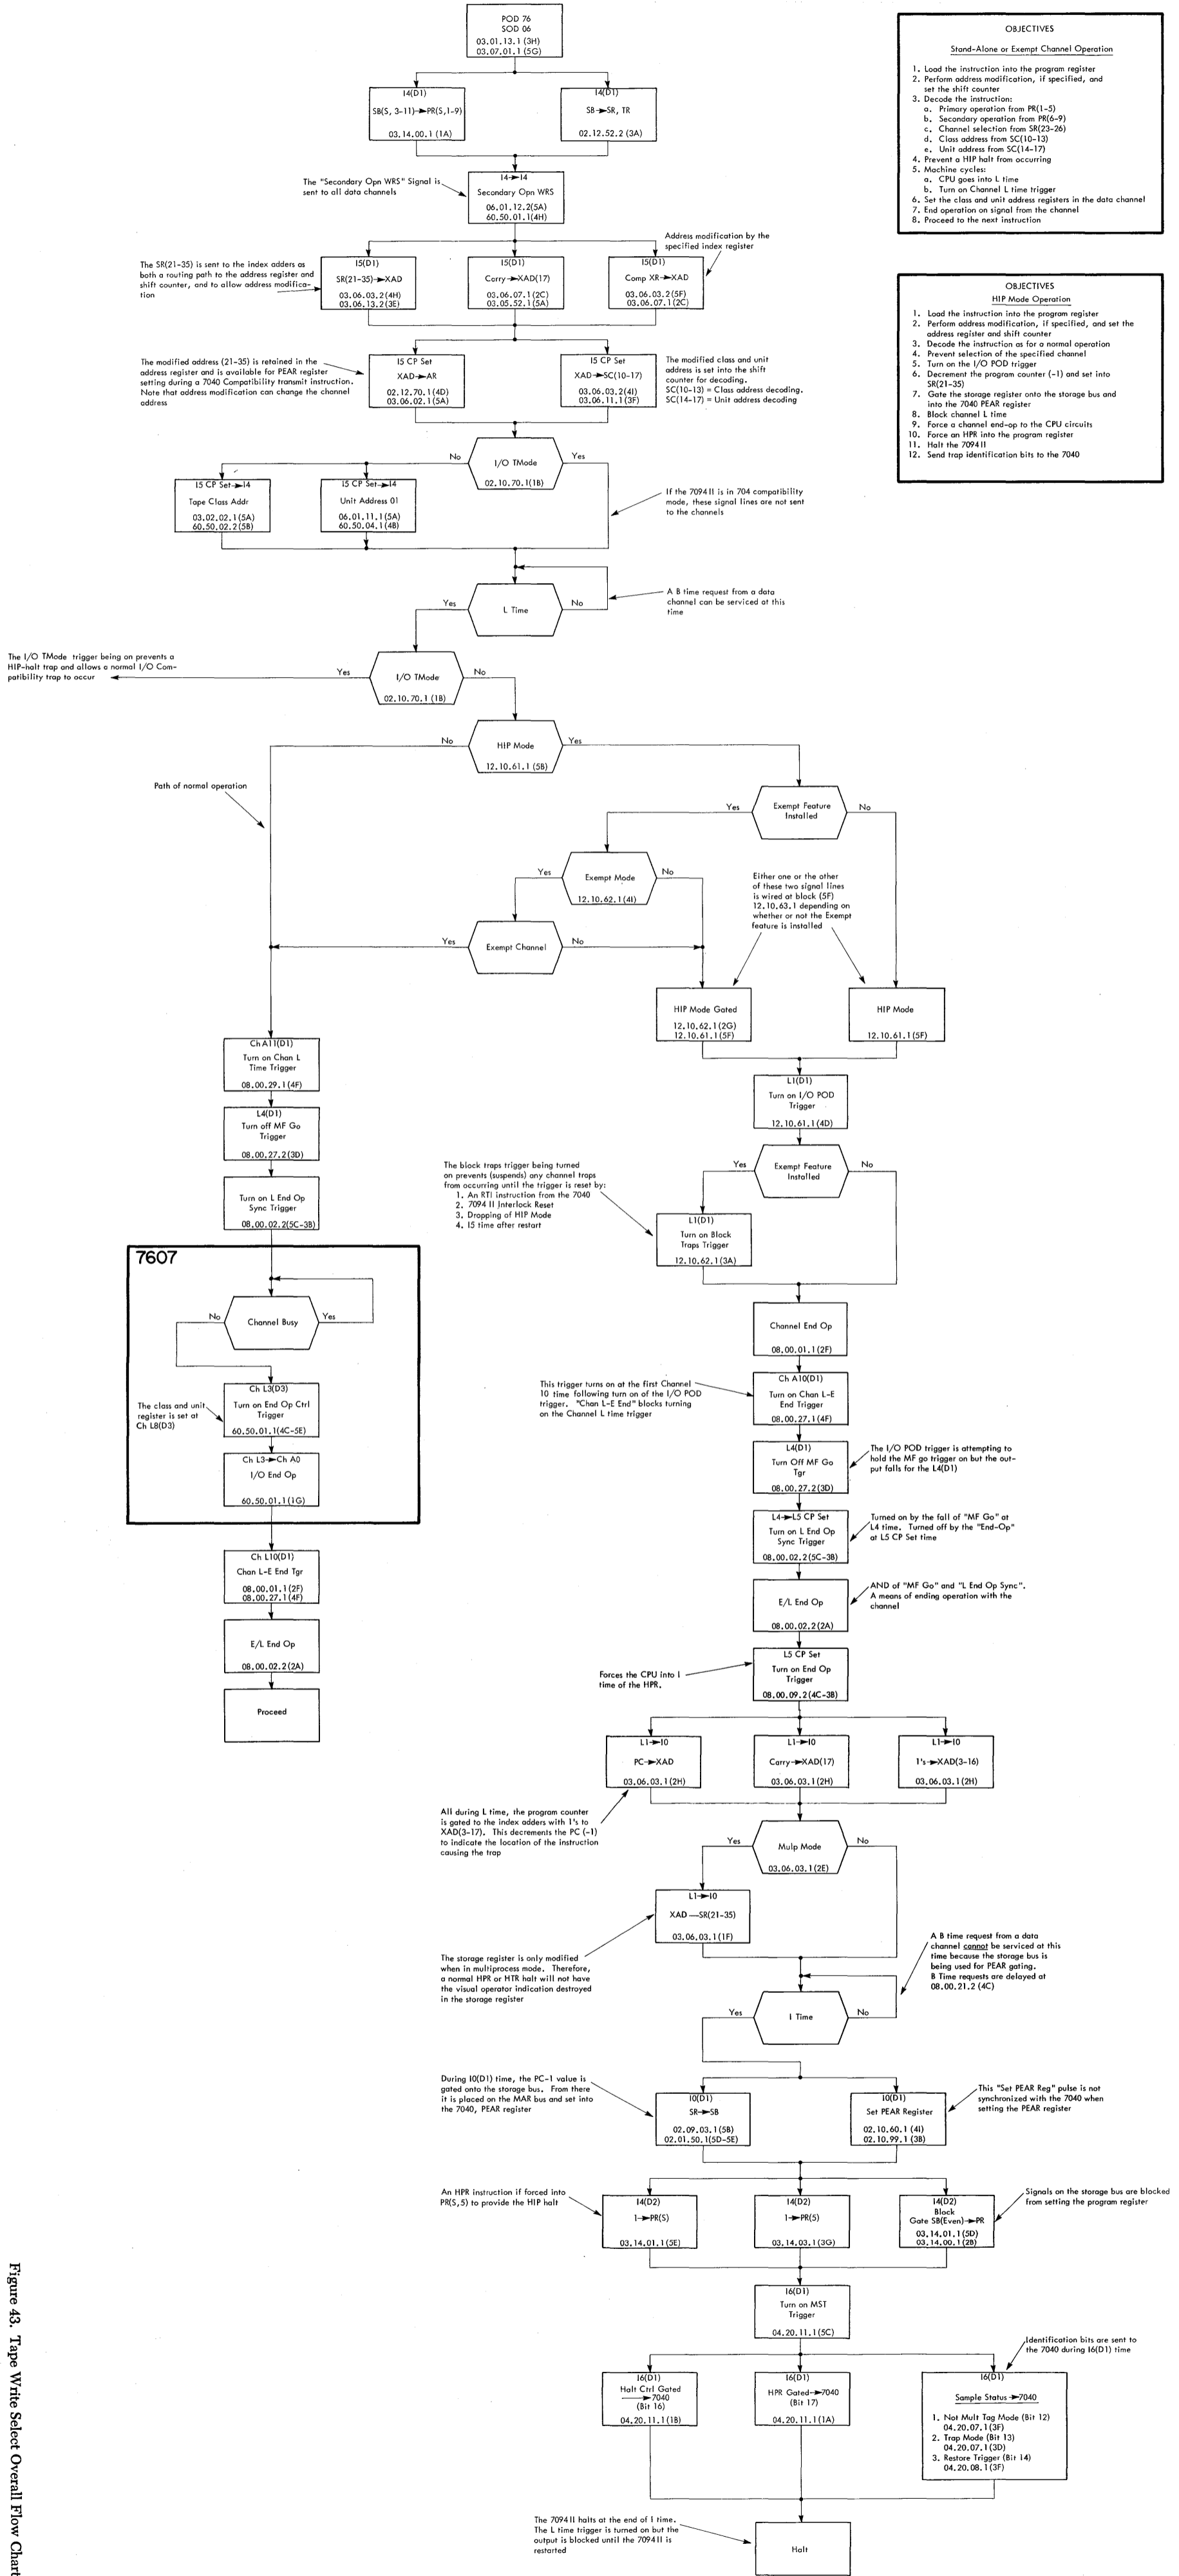 POD 76
SOD 06
03.01.13.1 (3H)
03.07.01.1 (5G)
OBJECTIVES
Stand-Alone or Exempt Channel Operation
1. Load the instruction into the program register
2. Perform address modification, if specified, and
set the shift counter
3. Decode the instruction:
a. Primary operation from PR(1-5)
b. Secondary operation from PR(6-9)
c. Channel selection from SR(23-26)
d. Class address from SC(10-13)
e. Unit address from SC(14-17)
4. Prevent a HIP halt from occurring
5. Machine cycles:
a. CPU goes into L time
b. Turn on Channel L time trigger
6. Set the class and unit address registers in the data channel
7. End operation on signal from the channel
8. Proceed to the next instruction
I4(D1)
SB(S, 3-11)→PR(S,1-9)
03.14.00.1 (1A)
I4(D1)
SB→SR, TR
02.12.52.2 (3A)
The "Secondary Opn WRS" Signal is
sent to all data channels
I4→I4
Secondary Opn WRS
06.01.12.2(5A)
60.50.01.1(4H)
Address modification by the
specified index register
The SR(21-35) is sent to the index adders as
both a routing path to the address register and
shift counter, and to allow address modifica-
tion
I5(D1)
SR(21-35)→XAD
03.06.03.2(4H)
03.06.13.2(3E)
I5(D1)
Carry→XAD(17)
03.06.07.1(2C)
03.05.52.1(5A)
I5(D1)
Comp XR→XAD
03.06.03.2(5F)
03.06.07.1(2C)
OBJECTIVES
HIP Mode Operation
1. Load the instruction into the program register
2. Perform address modification, if specified, and set the
address register and shift counter
3. Decode the instruction as for a normal operation
4. Prevent selection of the specified channel
5. Turn on the I/O POD trigger
6. Decrement the program counter (-1) and set into
SR(21-35)
7. Gate the storage register onto the storage bus and
into the 7040 PEAR register
8. Block channel L time
9. Force a channel end-op to the CPU circuits
10. Force an HPR into the program register
11. Halt the 7094 II
12. Send trap identification bits to the 7040
The modified address (21-35) is retained in the
address register and is available for PEAR register
setting during a 7040 Compatibility transmit instruction.
Note that address modification can change the channel
address
I5 CP Set
XAD→AR
02.12.70.1(4D)
03.06.02.1(5A)
I5 CP Set
XAD→SC(10-17)
03.06.03.2(4I)
03.06.11.1(3F)
The modified class and unit
address is set into the shift
counter for decoding.
SC(10-13) = Class address decoding.
SC(14-17) = Unit address decoding
No
I/O TMode
02.10.70.1(1B)
Yes
I5 CP Set→I4
Tape Class Addr
03.02.02.1(5A)
60.50.02.2(5B)
I5 CP Set→I4
Unit Address 01
06.01.11.1(5A)
60.50.04.1(4B)
If the 7094 II is in 704 compatibility
mode, these signal lines are not sent
to the channels
Yes
L Time
No
A B time request from a data
channel can be serviced at this
time
The I/O TMode trigger being on prevents a
HIP-halt trap and allows a normal I/O Com-
patibility trap to occur
Yes
I/O TMode
02.10.70.1 (1B)
No
No
HIP Mode
12.10.61.1 (5B)
Yes
Path of normal operation
Yes
Exempt Feature
Installed
No
Yes
Exempt Mode
12.10.62.1(4I)
No
Either one or the other
of these two signal lines
is wired at block (5F)
12.10.63.1 depending on
whether or not the Exempt
feature is installed
Yes
Exempt Channel
No
HIP Mode Gated
12.10.62.1(2G)
12.10.61.1(5F)
HIP Mode
12.10.61.1(5F)
Ch A11(D1)
Turn on Chan L
Time Trigger
08.00.29.1(4F)
L1(D1)
Turn on I/O POD
Trigger
12.10.61.1(4D)
L4(D1)
Turn off MF Go
Trigger
08.00.27.2(3D)
Yes
Exempt Feature
Installed
No
The block traps trigger being turned
on prevents (suspends) any channel traps
from occurring until the trigger is reset by:
1. An RTI instruction from the 7040
2. 7094 II Interlock Reset
3. Dropping of HIP Mode
4. I5 time after restart
Turn on L End Op
Sync Trigger
08.00.02.2(5C-3B)
L1(D1)
Turn on Block
Traps Trigger
12.10.62.1(3A)
7607
No
Channel Busy
Yes
Channel End Op
08.00.01.1(2F)
The class and unit
register is set at
Ch L8(D3)
Ch L3(D3)
Turn on End Op Ctrl
Trigger
60.50.01.1(4C-5E)
This trigger turns on at the first Channel
10 time following turn on of the I/O POD
trigger. "Chan L-E End" blocks turning
on the Channel L time trigger
Ch A10(D1)
Turn on Chan L-E
End Trigger
08.00.27.1(4F)
Ch L3→Ch A0
I/O End Op
60.50.01.1(1G)
L4(D1)
Turn Off MF Go
Tgr
08.00.27.2(3D)
The I/O POD trigger is attempting to
hold the MF go trigger on but the out-
put falls for the L4(D1)
L4→L5 CP Set
Turn on L End Op
Sync Trigger
08.00.02.2(5C-3B)
Turned on by the fall of "MF Go" at
L4 time. Turned off by the "End-Op"
at L5 CP Set time
Ch L10(D1)
Chan L-E End Tgr
08.00.01.1(2F)
08.00.27.1(4F)
E/L End Op
08.00.02.2(2A)
AND of "MF Go" and "L End Op Sync".
A means of ending operation with the
channel
E/L End Op
08.00.02.2(2A)
Forces the CPU into I
time of the HPR.
L5 CP Set
Turn on End Op
Trigger
08.00.09.2(4C-3B)
Proceed
L1→I0
PC→XAD
03.06.03.1(2H)
L1→I0
Carry→XAD(17)
03.06.03.1(2H)
L1→I0
1's→XAD(3-16)
03.06.03.1(2H)
All during L time, the program counter
is gated to the index adders with 1's to
XAD(3-17). This decrements the PC (-1)
to indicate the location of the instruction
causing the trap
Yes
Mulp Mode
03.06.03.1(2E)
No
L1→I0
XAD—SR(21-35)
03.06.03.1(1F)
The storage register is only modified
when in multiprocess mode. Therefore,
a normal HPR or HTR halt will not have
the visual operator indication destroyed
in the storage register
A B time request from a data
channel cannot be serviced at this
time because the storage bus is
being used for PEAR gating.
B Time requests are delayed at
08.00.21.2 (4C)
Yes
I Time
No
During I0(D1) time, the PC-1 value is
gated onto the storage bus. From there
it is placed on the MAR bus and set into
the 7040, PEAR register
I0(D1)
SR→SB
02.09.03.1(5B)
02.01.50.1(5D-5E)
I0(D1)
Set PEAR Register
02.10.60.1 (4I)
02.10.99.1 (3B)
This "Set PEAR Reg" pulse is not
synchronized with the 7040 when
setting the PEAR register
An HPR instruction if forced into
PR(S,5) to provide the HIP halt
I4(D2)
1→PR(S)
03.14.01.1(5E)
I4(D2)
1→PR(5)
03.14.03.1(3G)
I4(D2)
Block
Gate SB(Even)→PR
03.14.01.1(5D)
03.14.00.1(2B)
Signals on the storage bus are blocked
from setting the program register
I6(D1)
Turn on MST
Trigger
04.20.11.1(5C)
Identification bits are sent to
the 7040 during I6(D1) time
I6(D1)
Halt Ctrl Gated
→7040
(Bit 16)
04.20.11.1(1B)
I6(D1)
HPR Gated→7040
(Bit 17)
04.20.11.1(1A)
I6(D1)
Sample Status→7040
1. Not Mult Tag Mode (Bit 12)
04.20.07.1(3F)
2. Trap Mode (Bit 13)
04.20.07.1(3D)
3. Restore Trigger (Bit 14)
04.20.08.1(3F)
The 7094 II halts at the end of I time.
The L time trigger is turned on but the
output is blocked until the 7094 II is
restarted
Halt
Figure 43. Tape Write Select Overall Flow Chart